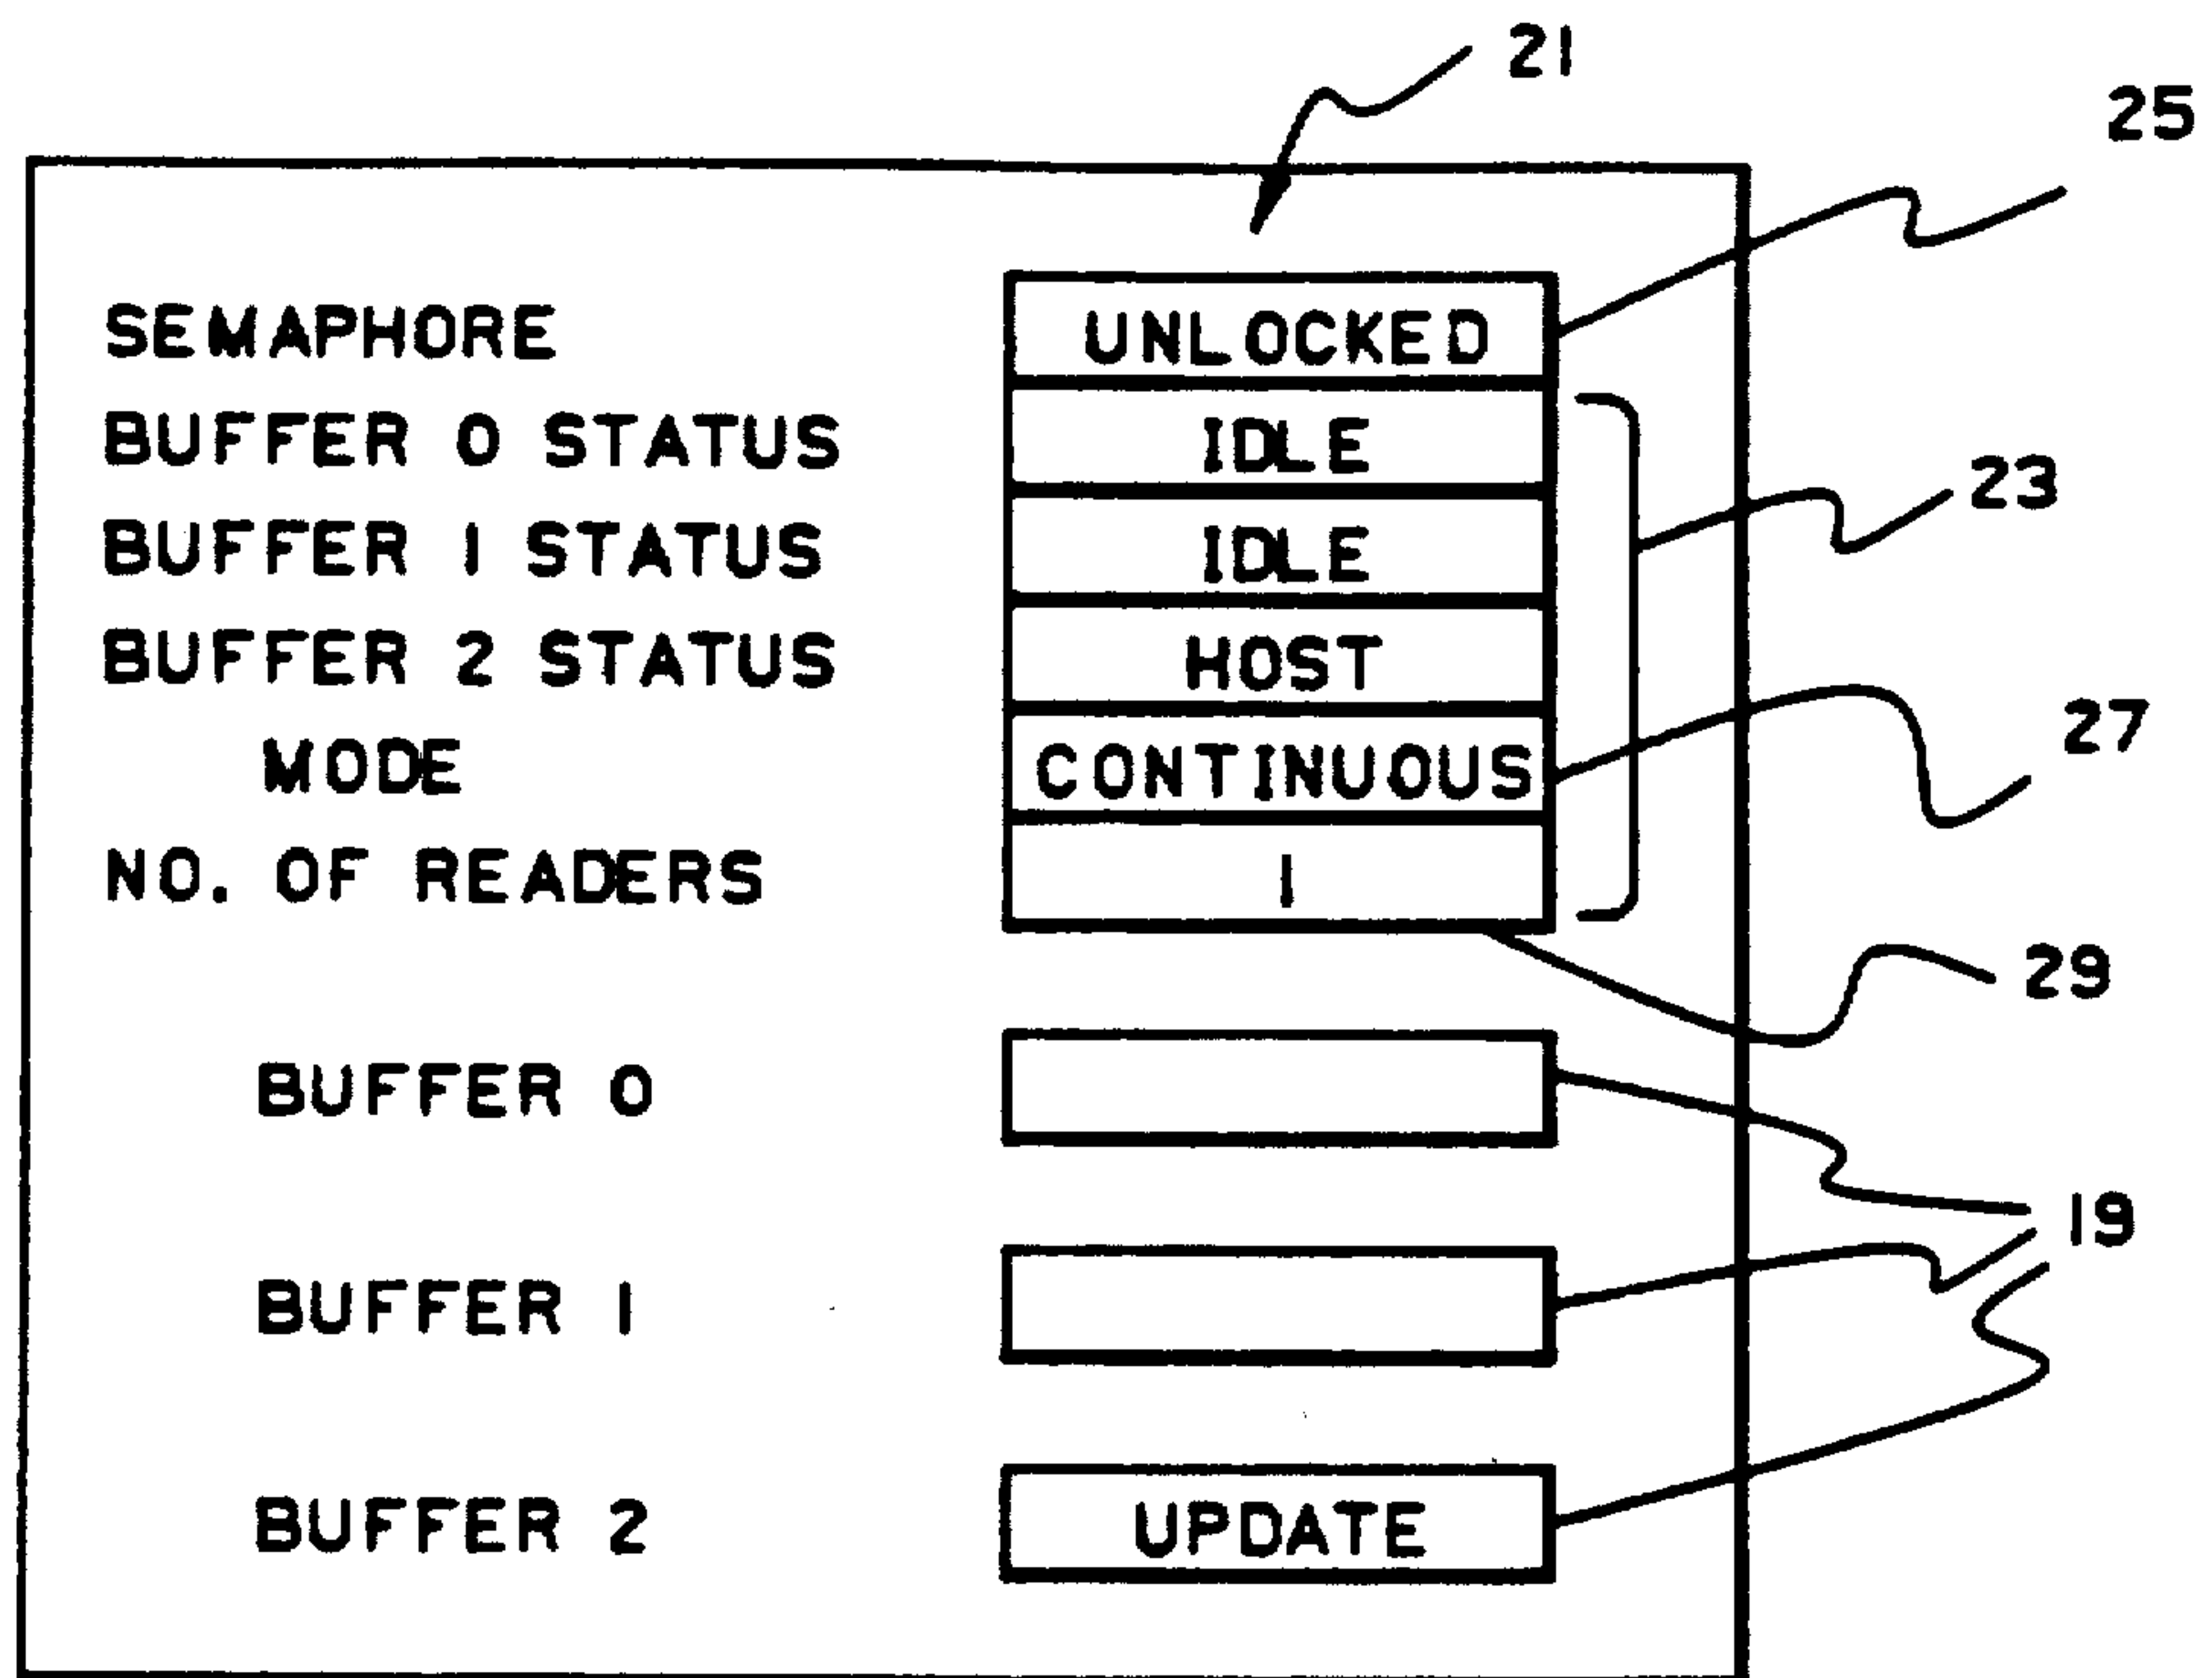 21
25
SEMAPHORE UNLOCKED
BUFFER 0 STATUS IDLE
23
BUFFER 1 STATUS IDLE
BUFFER 2 STATUS HOST
27
MODE CONTINUOUS
NO. OF READERS 1
29
BUFFER 0
19
BUFFER 1
BUFFER 2 UPDATE